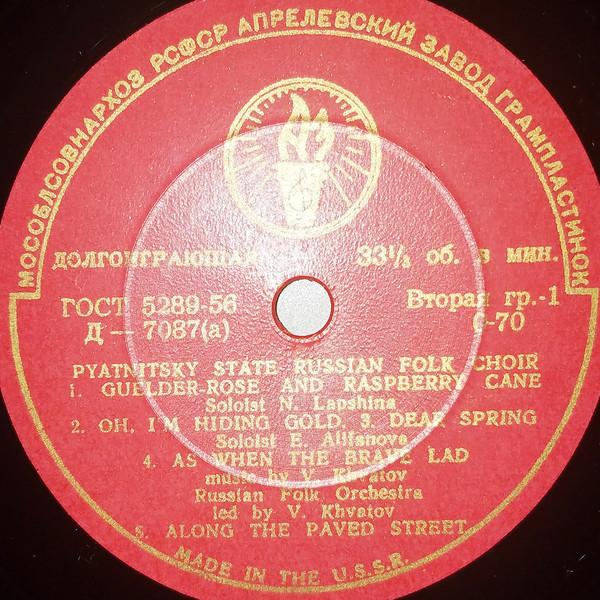 МОСОБЛСОВНАРХОЗ РСФСР АПРЕЛЕВСКИЙ ЗАВОД ГРАМПЛАСТИНОК
ДОЛГОИГРАЮЩАЯ 33⅓ об. в мин.
ГОСТ 5289-56 Вторая гр.-1
Д — 7087(а) 6-70
PYATNITSKY STATE RUSSIAN FOLK CHOIR
1. GUELDER-ROSE AND RASPBERRY CANE
Soloist N. Lapshina
2. OH, I'M HIDING GOLD. 3. DEAR SPRING
Soloist E. Alifanova
4. AS WHEN THE BRAVE LAD
music by V. Khvatov
Russian Folk Orchestra
led by V. Khvatov
5. ALONG THE PAVED STREET
MADE IN THE U.S.S.R.